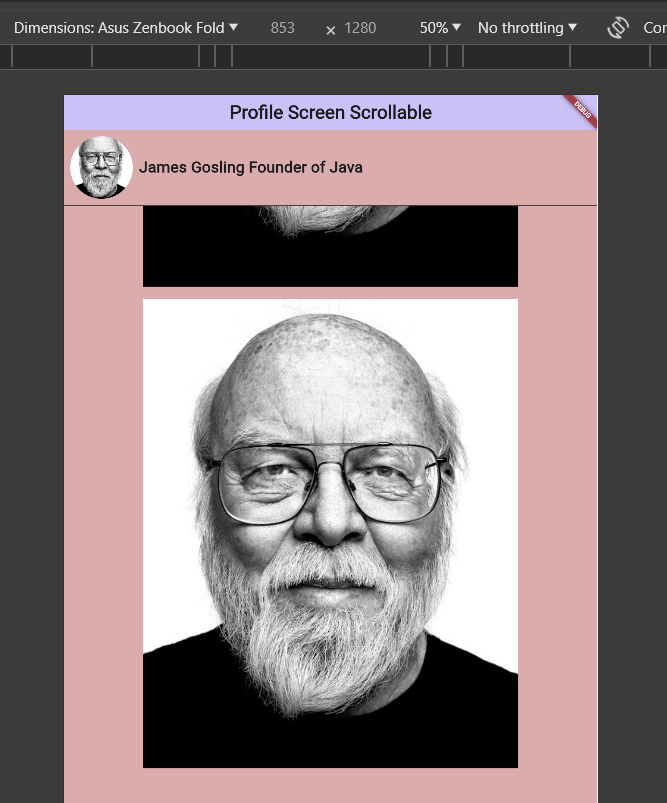 Dimensions: Asus Zenbook Fold ▼ 853 × 1280 50% ▼ No throttling ▼ Cor
Profile Screen Scrollable
DEBUG
James Gosling Founder of Java